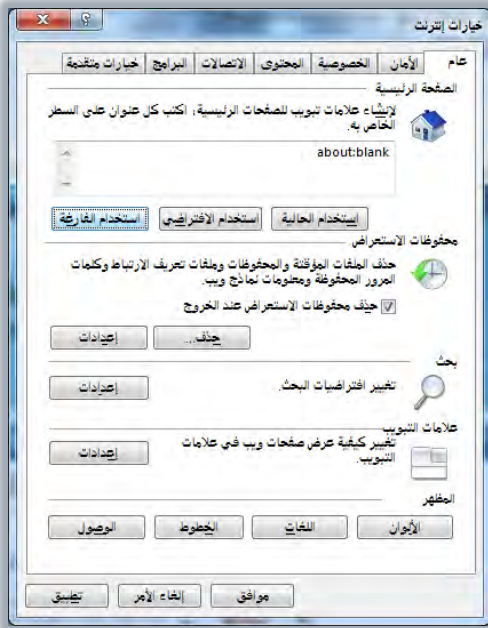 خيارات إنترنت
عام الأمان الخصوصية المحتوى الاتصالات البرامج خيارات متقدمة
الصفحة الرئيسية
لإنشاء علامات تبويب للصفحات الرئيسية، اكتب كل عنوان على السطر
الخاص به.
about:blank
إستخدام الحالية استخدام الافتراضي استخدام الفارغة
محفوظات الاستعراض
حذف الملفات المؤقتة والمحفوظات وملفات تعريف الارتباط وكلمات
المرور المحفوظة ومعلومات نماذج ويب.
حذف محفوظات الاستعراض عند الخروج
حذف... إعدادات
بحث
تغيير افتراضيات البحث. إعدادات
علامات التبويب
تغيير كيفية عرض صفحات ويب في علامات
التبويب. إعدادات
المظهر
الألوان اللغات الخطوط الوصول
موافق إلغاء الأمر تطبيق